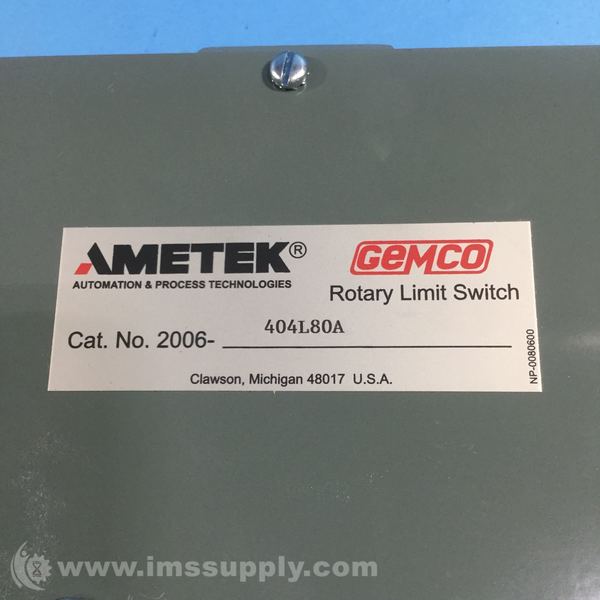 AMETEK®
AUTOMATION & PROCESS TECHNOLOGIES
GEMCO
Rotary Limit Switch
Cat. No. 2006- 404L80A
Clawson, Michigan 48017 U.S.A.
NP-0080600
www.imssupply.com